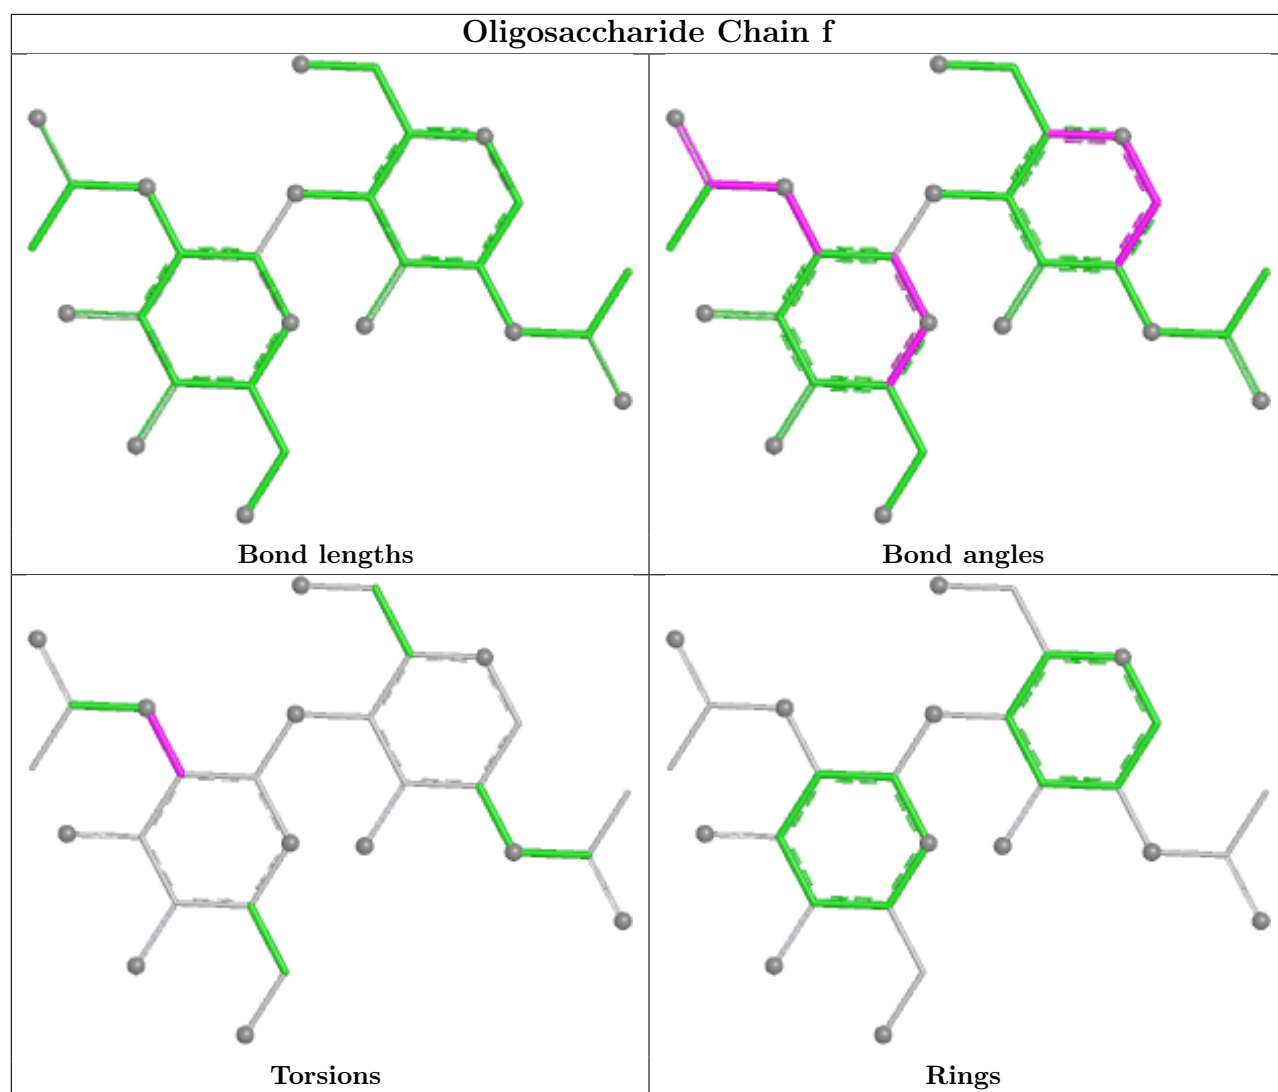 Oligosaccharide Chain f
Bond lengths
Bond angles
Torsions
Rings